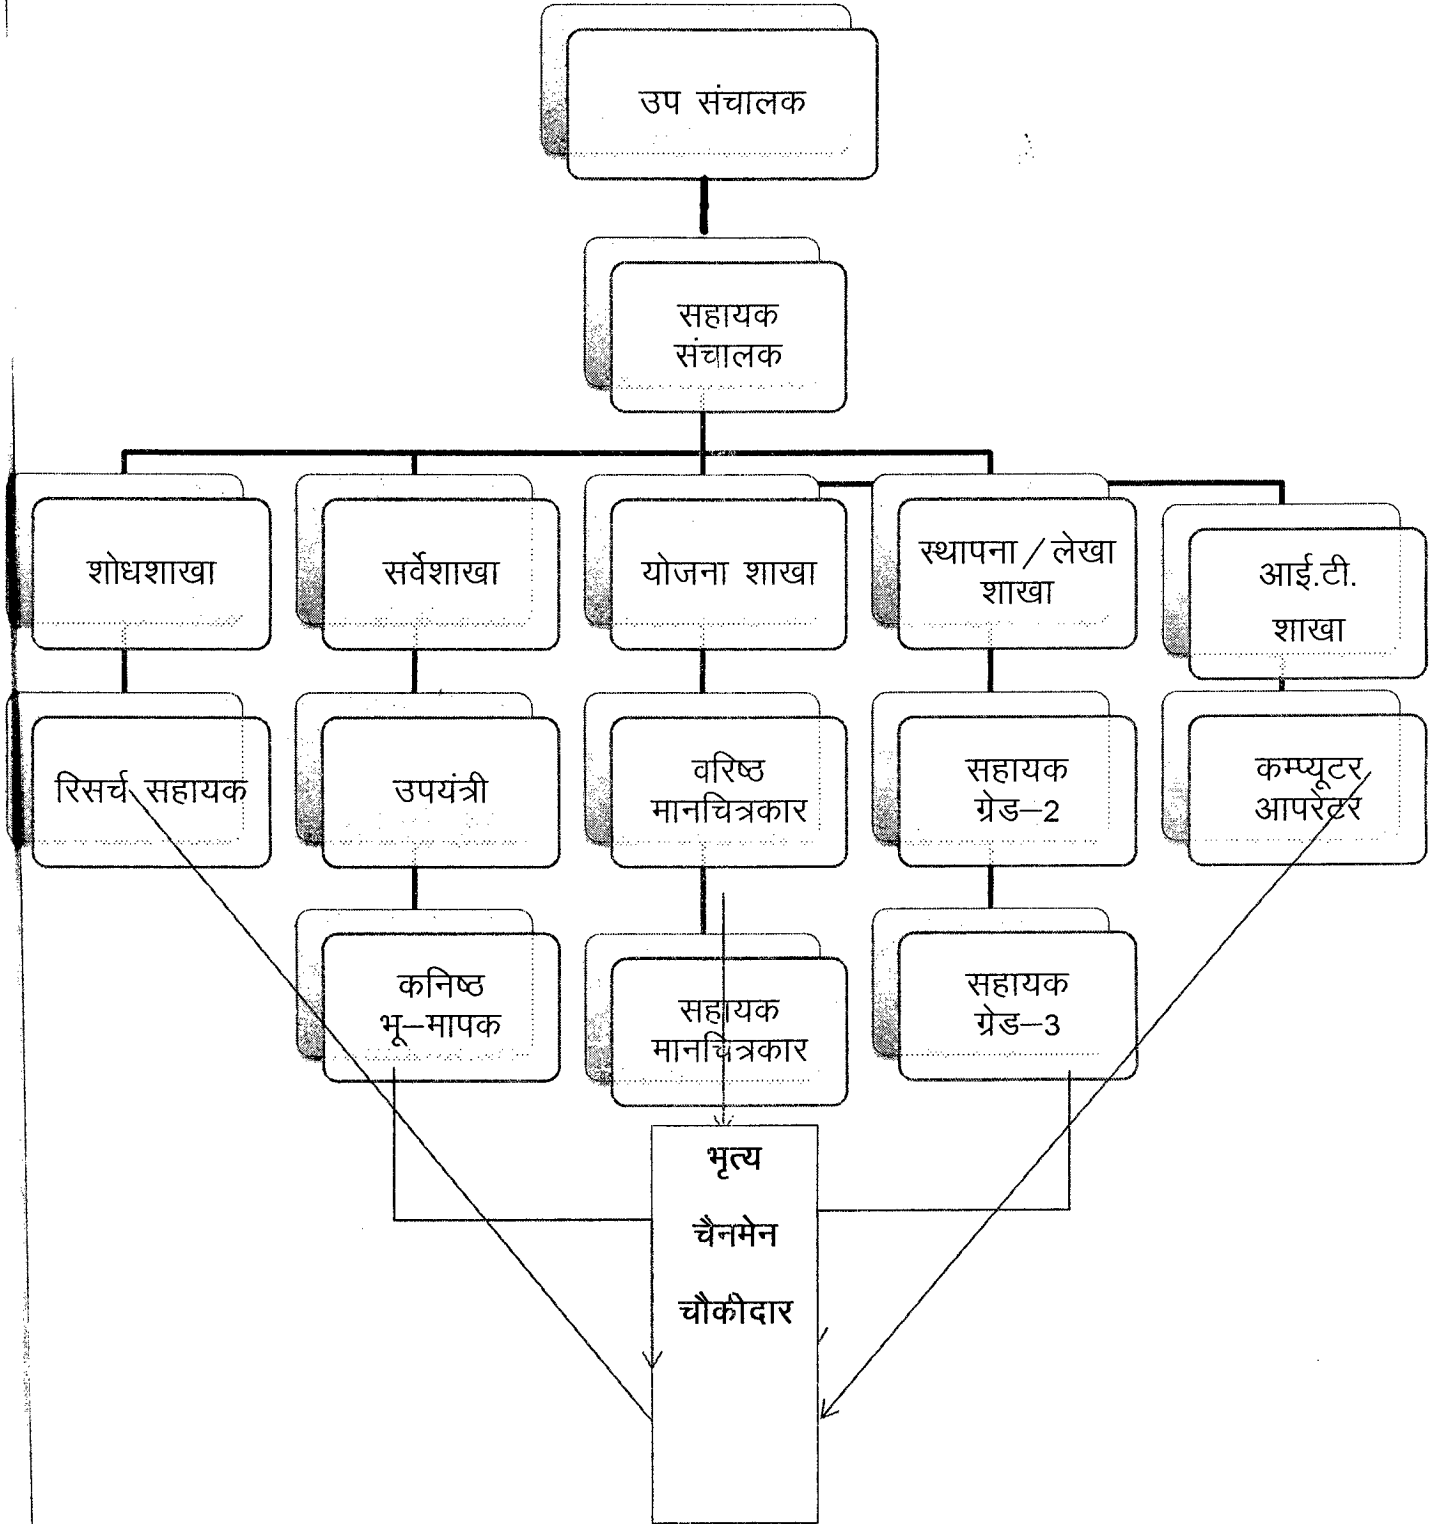 उप संचालक
सहायक
संचालक
शोधशाखा
सर्वेशाखा
योजना शाखा
स्थापना / लेखा
शाखा
आई.टी.
शाखा
रिसर्च सहायक
उपयंत्री
वरिष्ठ
मानचित्रकार
सहायक
ग्रेड–2
कम्प्यूटर
आपरेटर
कनिष्ठ
भू–मापक
सहायक
मानचित्रकार
सहायक
ग्रेड–3
भृत्य
चैनमेन
चौकीदार